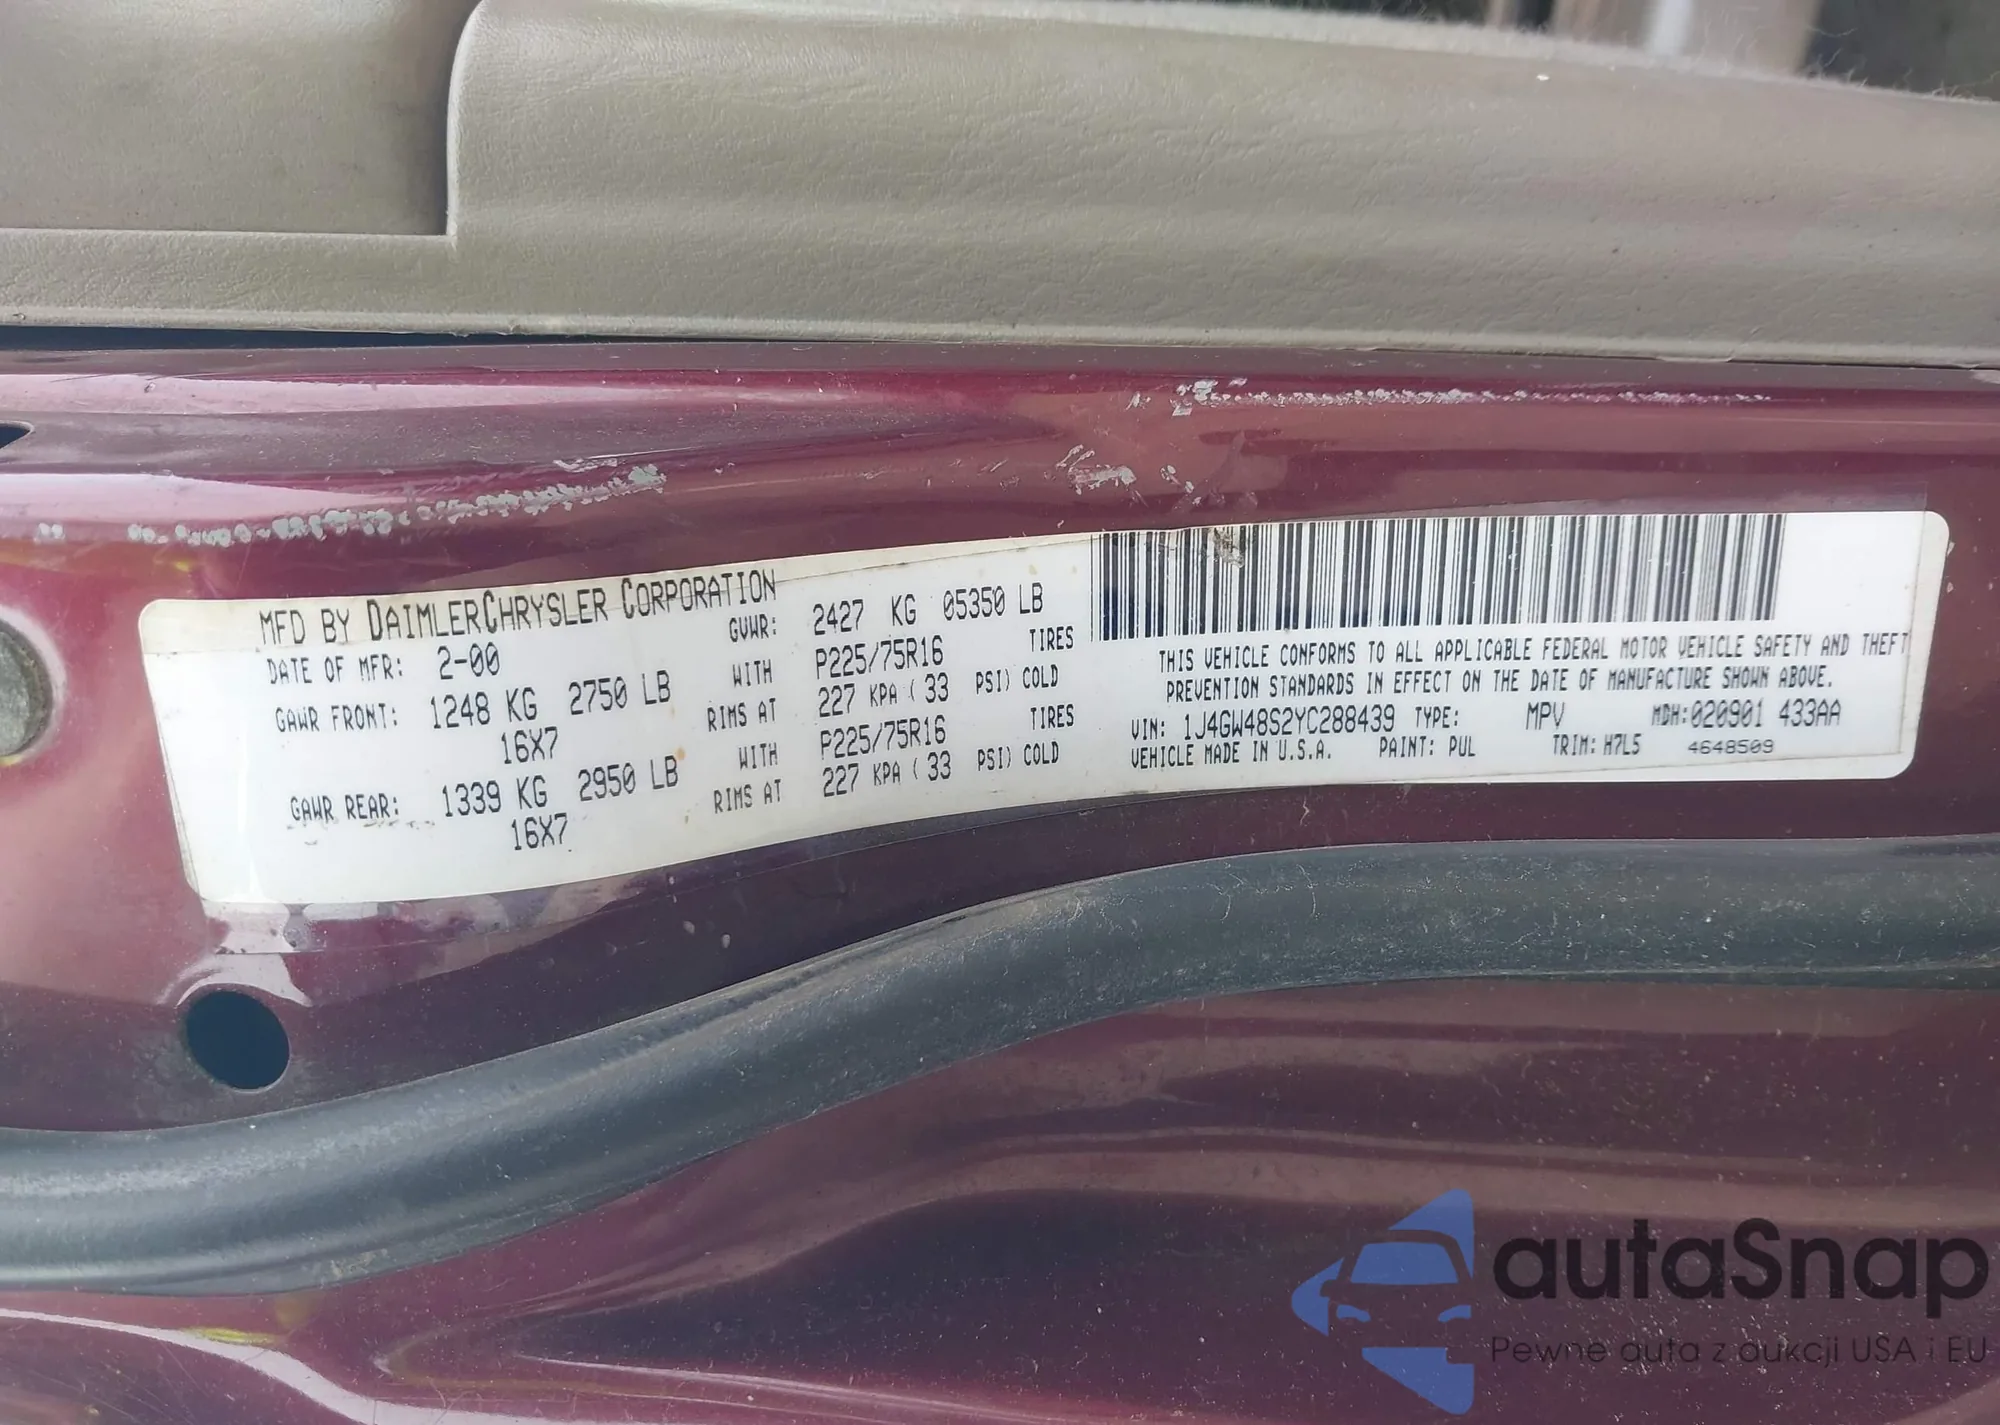 MFD BY DAIMLERCHRYSLER CORPORATION
DATE OF MFR: 2-00 GVWR: 2427 KG 05350 LB
GAWR FRONT: 1248 KG 2750 LB WITH P225/75R16 TIRES
16X7 RIMS AT 227 KPA ( 33 PSI) COLD
GAWR REAR: 1339 KG 2950 LB WITH P225/75R16 TIRES
16X7 RIMS AT 227 KPA ( 33 PSI) COLD
THIS VEHICLE CONFORMS TO ALL APPLICABLE FEDERAL MOTOR VEHICLE SAFETY AND THEFT
PREVENTION STANDARDS IN EFFECT ON THE DATE OF MANUFACTURE SHOWN ABOVE.
VIN: 1J4GW48S2YC288439 TYPE: MPV MDH:020901 433AA
VEHICLE MADE IN U.S.A. PAINT: PUL TRIM: H7L5 4648509
autaSnap
Pewne auta z aukcji USA i EU